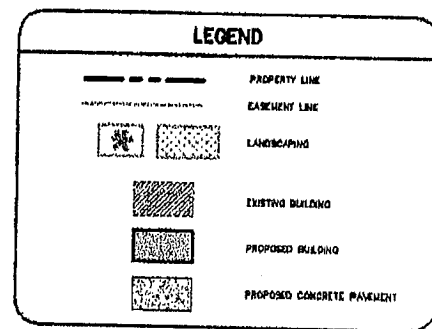 LEGEND
PROPERTY LINE
EASEMENT LINE
LANDSCAPING
EXISTING BUILDING
PROPOSED BUILDING
PROPOSED CONCRETE PAVEMENT